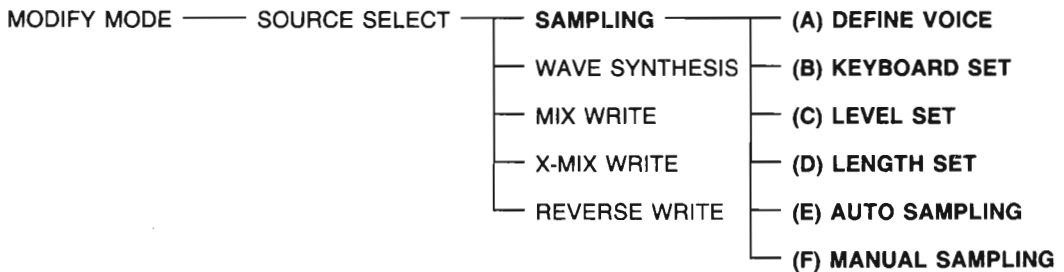 MODIFY MODE SOURCE SELECT SAMPLING (A) DEFINE VOICE
WAVE SYNTHESIS (B) KEYBOARD SET
MIX WRITE (C) LEVEL SET
X-MIX WRITE (D) LENGTH SET
REVERSE WRITE (E) AUTO SAMPLING
(F) MANUAL SAMPLING